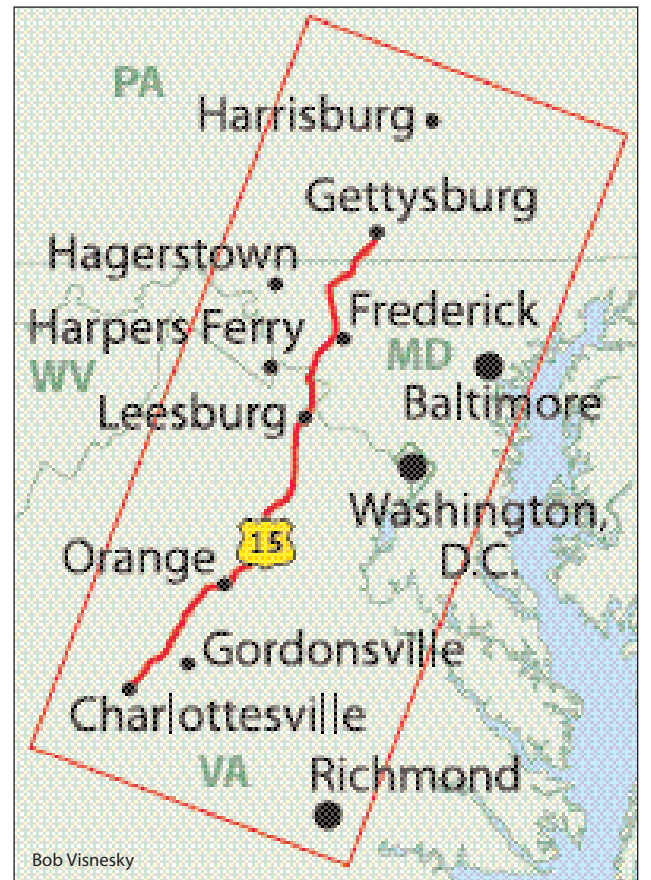 PA
Harrisburg
Gettysburg
Hagerstown
Frederick
Harpers Ferry
MD
WV
Baltimore
Leesburg
Washington,
D.C.
15
Orange
Gordonsville
Charlottesville
VA
Richmond
Bob Visnesky